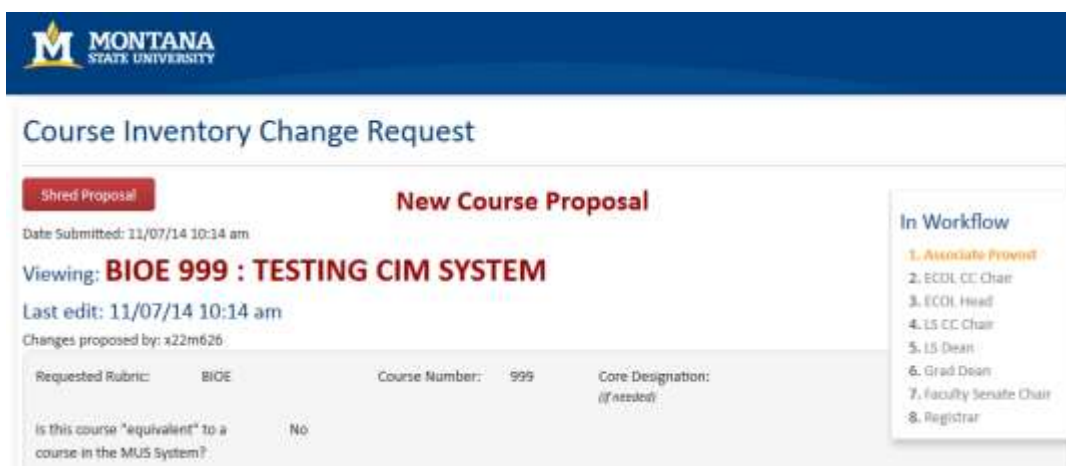 MONTANA
STATE UNIVERSITY
Course Inventory Change Request
Shred Proposal
New Course Proposal
Date Submitted: 11/07/14 10:14 am
Viewing: BIOE 999 : TESTING CIM SYSTEM
Last edit: 11/07/14 10:14 am
Changes proposed by: x22m626
Requested Rubric: BIOE Course Number: 999 Core Designation:
(if needed)
Is this course "equivalent" to a No
course in the MUS System?
In Workflow
1. Associate Provost
2. ECOL CC Chair
3. ECOL Head
4. LS CC Chair
5. LS Dean
6. Grad Dean
7. Faculty Senate Chair
8. Registrar